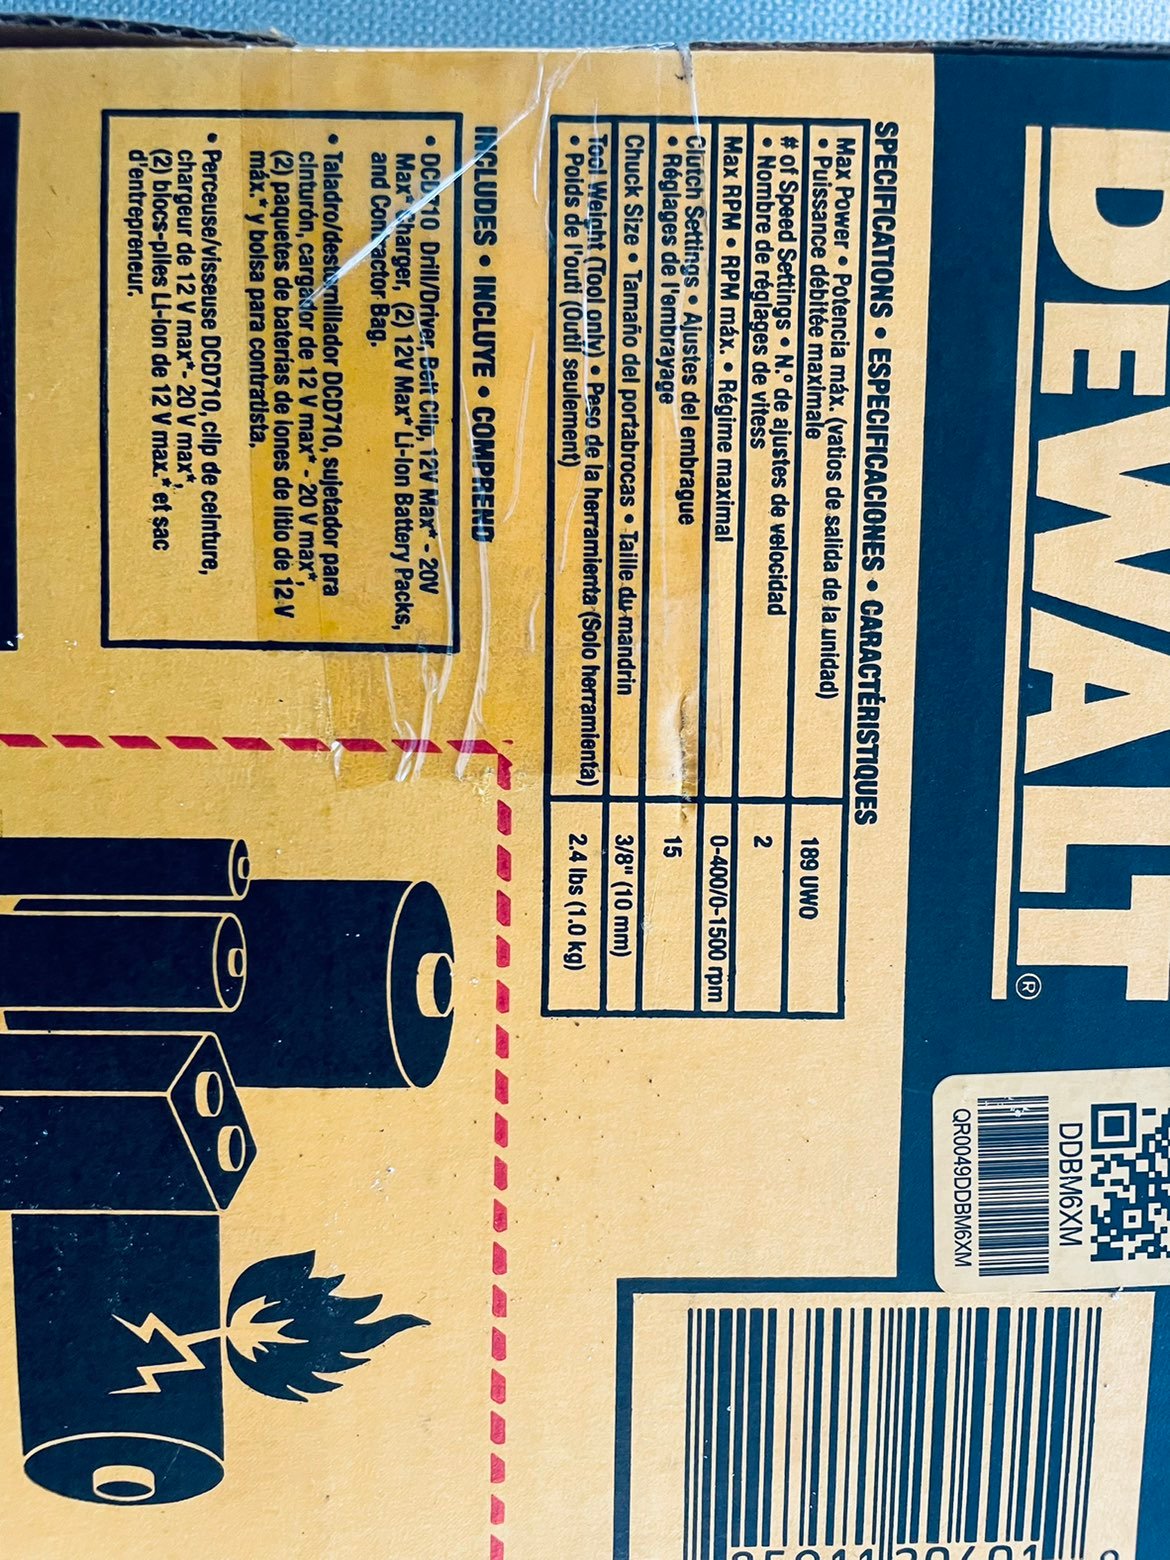 DEWALT®
SPECIFICATIONS • ESPECIFICACIONES • CARACTÉRISTIQUES
Max Power • Potencia máx. (vatios de salida de la unidad)
• Puissance débitée maximale
189 UWO
# of Speed Settings • N.º de ajustes de velocidad
• Nombre de réglages de vitess
2
Max RPM • RPM máx. • Régime maximal
0-400/0-1500 rpm
Clutch Settings • Ajustes del embrague
• Réglages de l'embrayage
15
Chuck Size • Tamaño del portabrocas • Taille du mandrin
3/8" (10 mm)
Tool Weight (Tool only) • Peso de la herramienta (Solo herramienta)
• Poids de l'outil (Outil seulement)
2.4 lbs (1.0 kg)
INCLUDES • INCLUYE • COMPREND
• DCD710 Drill/Driver, Belt Clip, 12V Max* - 20V
Max* Charger, (2) 12V Max* Li-Ion Battery Packs,
and Contractor Bag.
• Taladro/destornillador DCD710, sujetador para
cinturón, cargador de 12 V max* - 20 V max*,
(2) paquetes de baterías de iones de litio de 12 V
máx.* y bolsa para contratista.
• Perceuse/visseuse DCD710, clip de ceinture,
chargeur de 12 V max*- 20 V max*,
(2) blocs-piles Li-Ion de 12 V max.* et sac
d'entrepreneur.
DDBM6XM
QR0049DDBM6XM